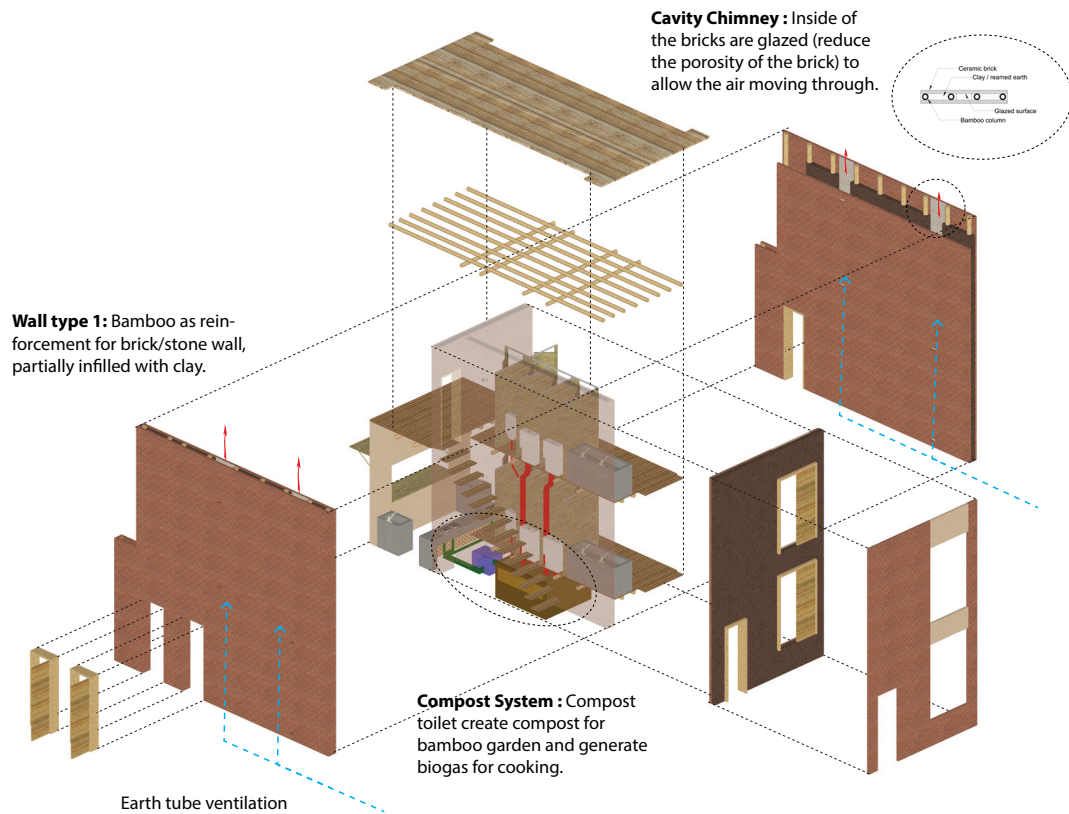 Cavity Chimney : Inside of
the bricks are glazed (reduce
the porosity of the brick) to
allow the air moving through.
Ceramic brick
Clay / reamed earth
Glazed surface
Bamboo column
Wall type 1: Bamboo as rein-
forcement for brick/stone wall,
partially infilled with clay.
Compost System : Compost
toilet create compost for
bamboo garden and generate
biogas for cooking.
Earth tube ventilation